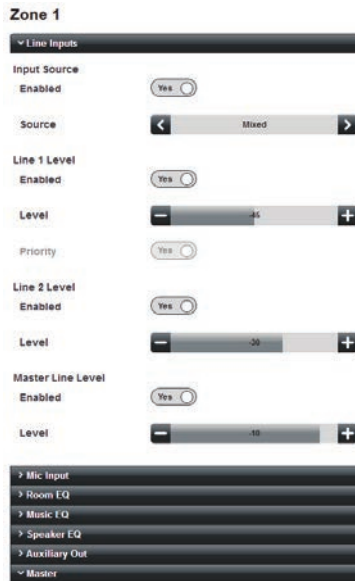 Zone 1
Line Inputs
Input Source
Enabled Yes
Source Mixed
Line 1 Level
Enabled Yes
Level -45
Priority Yes
Line 2 Level
Enabled Yes
Level -30
Master Line Level
Enabled Yes
Level -10
> Mic Input
> Room EQ
> Music EQ
> Speaker EQ
> Auxiliary Out
Master